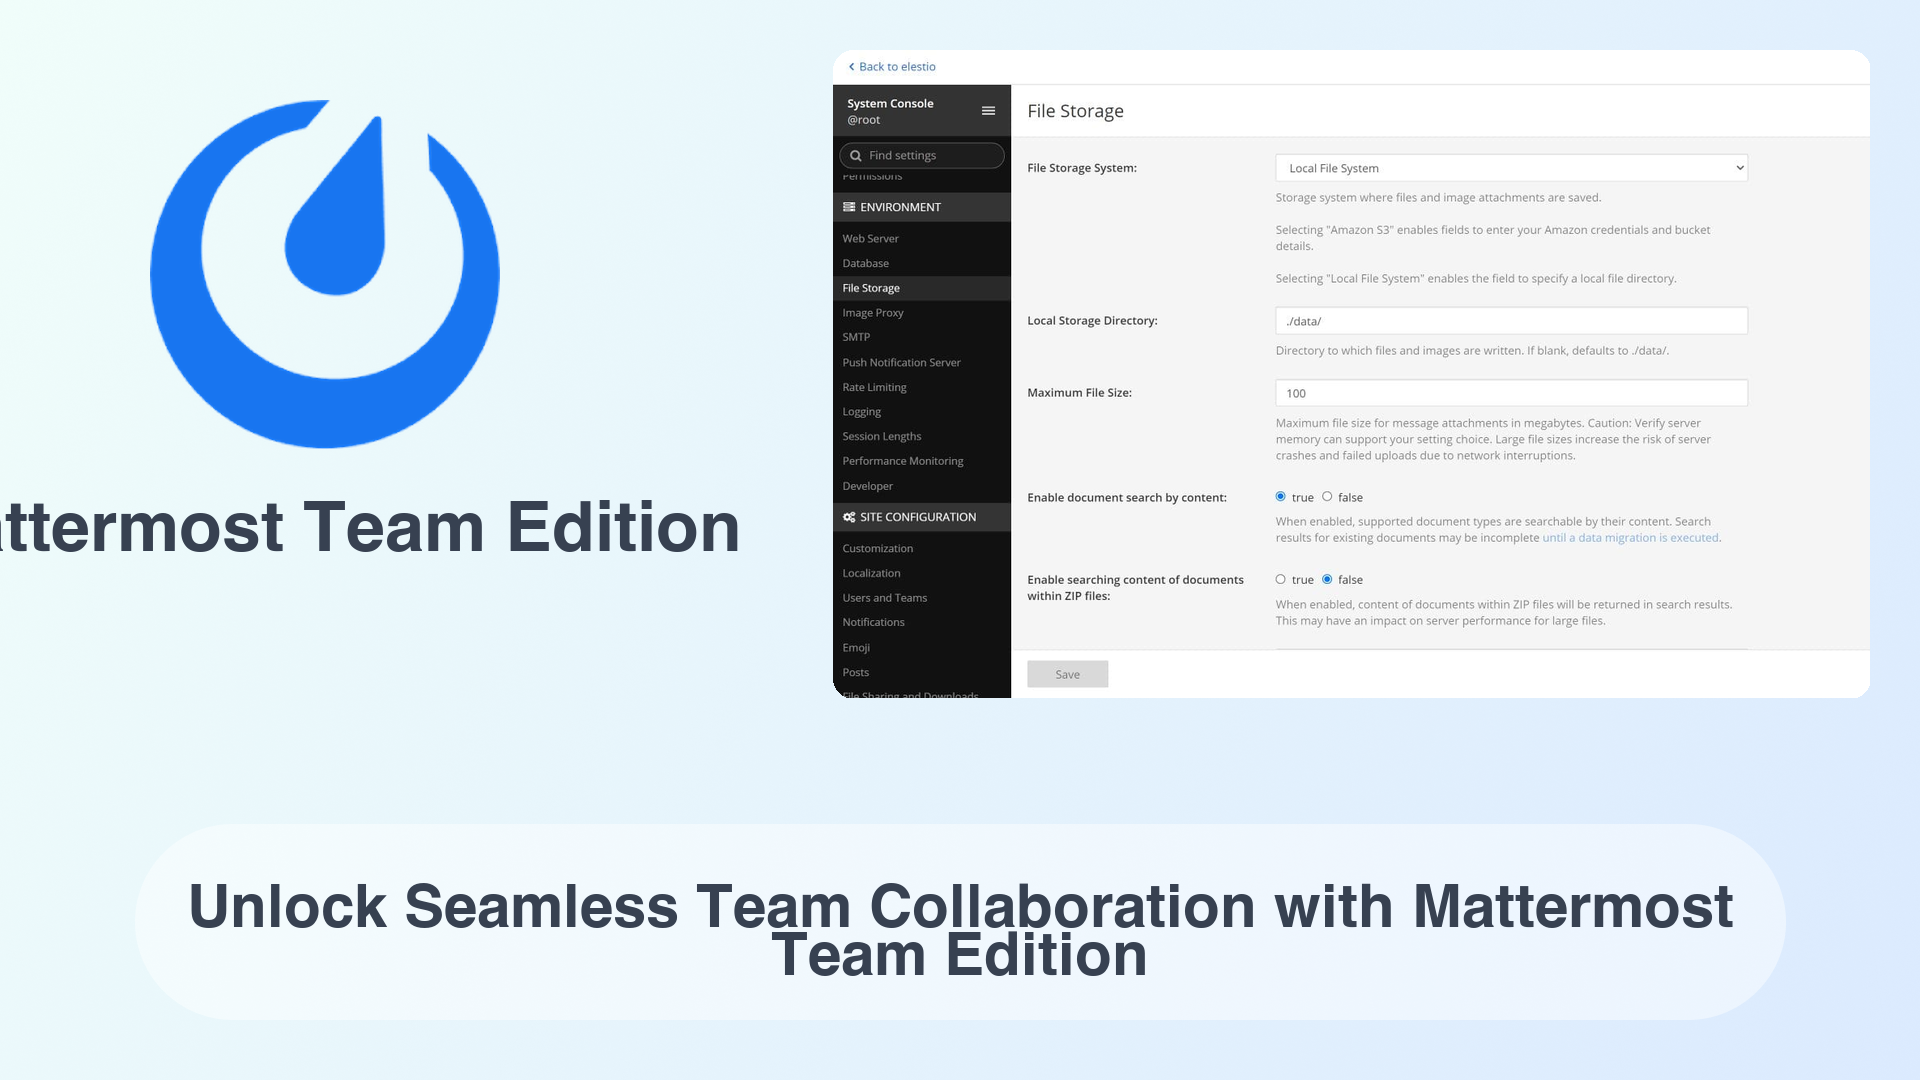 ttermost Team Edition
Back to elestio
System Console
@root
Find settings
Permissions
ENVIRONMENT
Web Server
Database
File Storage
Image Proxy
SMTP
Push Notification Server
Rate Limiting
Logging
Session Lengths
Performance Monitoring
Developer
SITE CONFIGURATION
Customization
Localization
Users and Teams
Notifications
Emoji
Posts
File Sharing and Downloads
File Storage
File Storage System:
Local File System
Storage system where files and image attachments are saved.
Selecting "Amazon S3" enables fields to enter your Amazon credentials and bucket
details.
Selecting "Local File System" enables the field to specify a local file directory.
Local Storage Directory:
./data/
Directory to which files and images are written. If blank, defaults to ./data/.
Maximum File Size:
100
Maximum file size for message attachments in megabytes. Caution: Verify server
memory can support your setting choice. Large file sizes increase the risk of server
crashes and failed uploads due to network interruptions.
Enable document search by content:
true false
When enabled, supported document types are searchable by their content. Search
results for existing documents may be incomplete until a data migration is executed.
Enable searching content of documents
within ZIP files:
true false
When enabled, content of documents within ZIP files will be returned in search results.
This may have an impact on server performance for large files.
Save
Unlock Seamless Team Collaboration with Mattermost
Team Edition